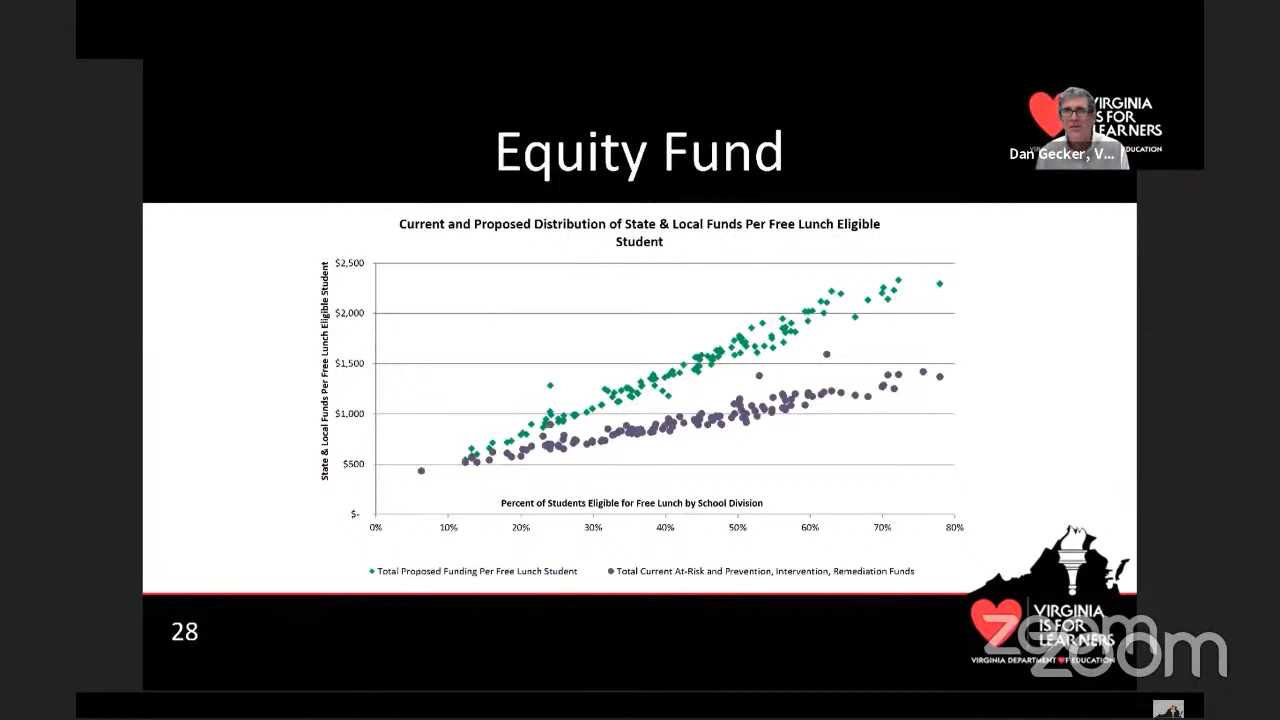 VIRGINIA
IS FOR
LEARNERS
EDUCATION
Dan Gecker, V...
Equity Fund
Current and Proposed Distribution of State & Local Funds Per Free Lunch Eligible
Student
State & Local Funds Per Free Lunch Eligible Student
$2,500
$2,000
$1,500
$1,000
$500
$-
Percent of Students Eligible for Free Lunch by School Division
0% 10% 20% 30% 40% 50% 60% 70% 80%
Total Proposed Funding Per Free Lunch Student Total Current At-Risk and Prevention, Intervention, Remediation Funds
28
VIRGINIA
IS FOR
LEARNERS
VIRGINIA DEPARTMENT OF EDUCATION
zoom
zoom